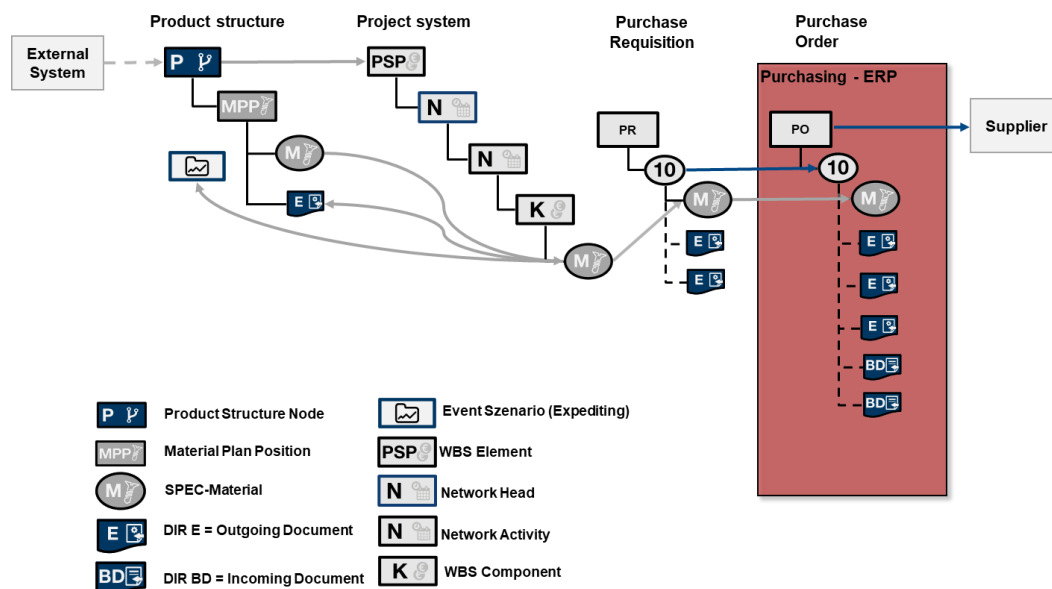 Product structure
Project system
Purchase
Requisition
Purchase
Order
External
System
P
PSP
Purchasing - ERP
MPP
N
PR
PO
Supplier
M
N
10
10
E
K
M
M
M
E
E
E
E
E
BD
BD
P
Product Structure Node
Event Szenario (Expediting)
MPP
Material Plan Position
PSP
WBS Element
M
SPEC-Material
N
Network Head
E
DIR E = Outgoing Document
N
Network Activity
BD
DIR BD = Incoming Document
K
WBS Component